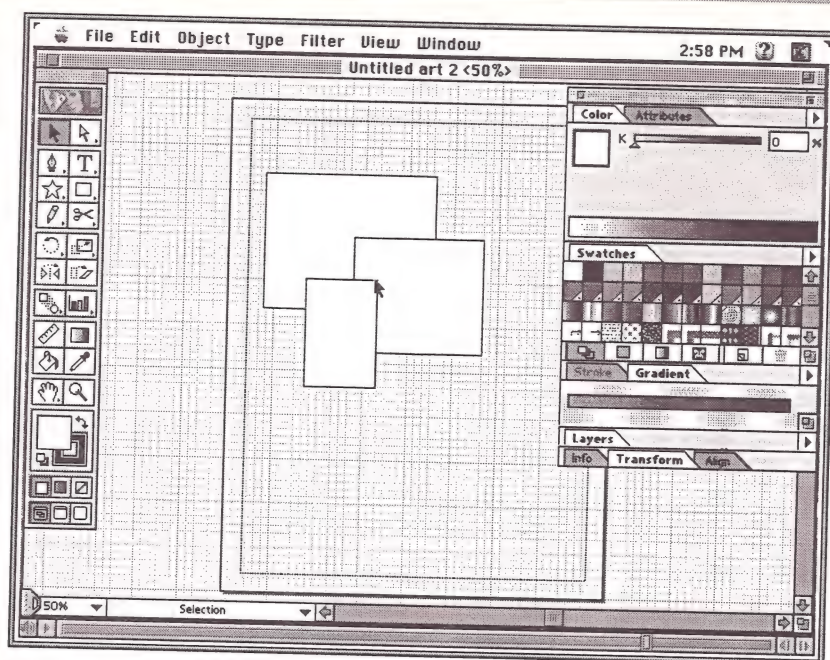 File Edit Object Type Filter View Window 2:58 PM
Untitled art 2 <50%>
Color Attributes
K 0 %
T
Swatches
Stroke Gradient
Layers
Info Transform Align
50% Selection